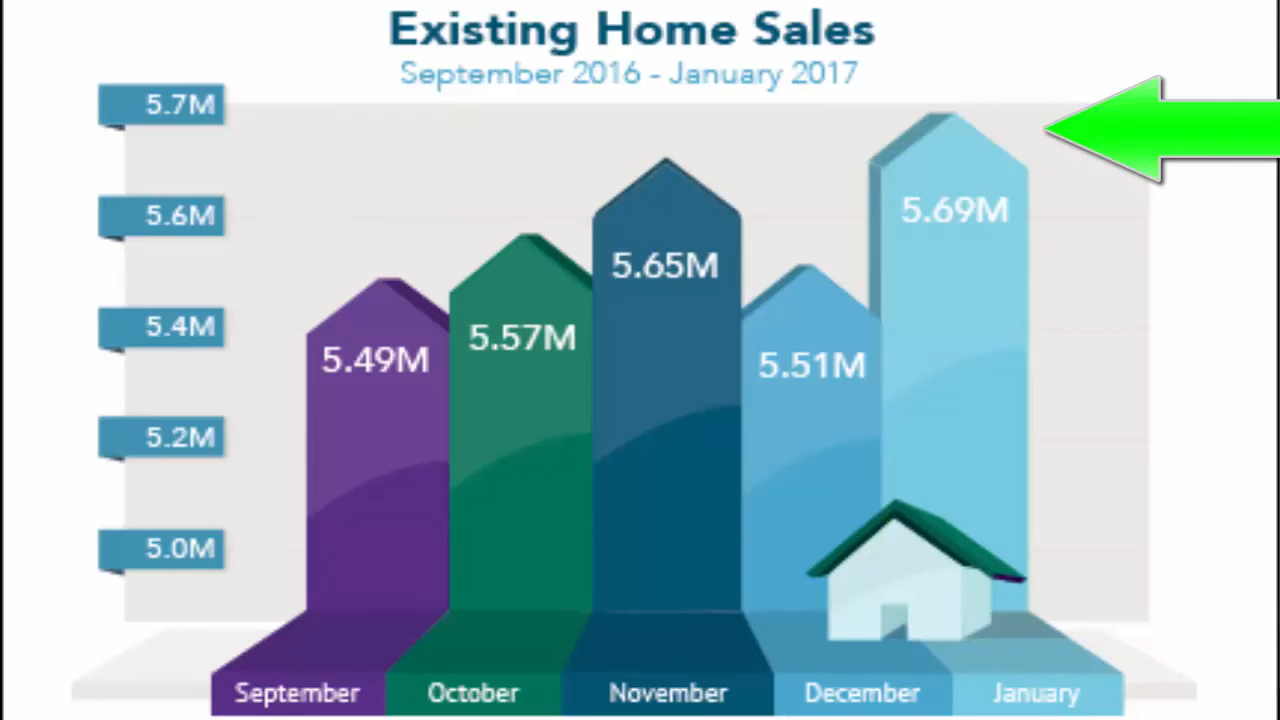 Existing Home Sales
September 2016 - January 2017
5.7M
5.6M
5.4M
5.2M
5.0M
5.49M
5.57M
5.65M
5.51M
5.69M
September
October
November
December
January